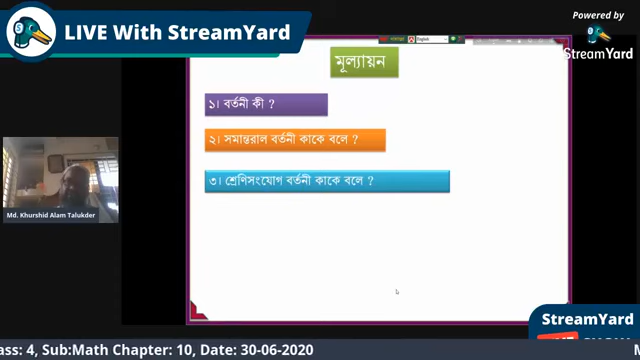 LIVE With StreamYard
Powered by
StreamYard
English
মূল্যায়ন
১। বর্তনী কী ?
২। সমান্তরাল বর্তনী কাকে বলে ?
৩। শ্রেণিসংযোগ বর্তনী কাকে বলে ?
Md. Khurshid Alam Talukder
StreamYard
ass: 4, Sub:Math Chapter: 10, Date: 30-06-2020